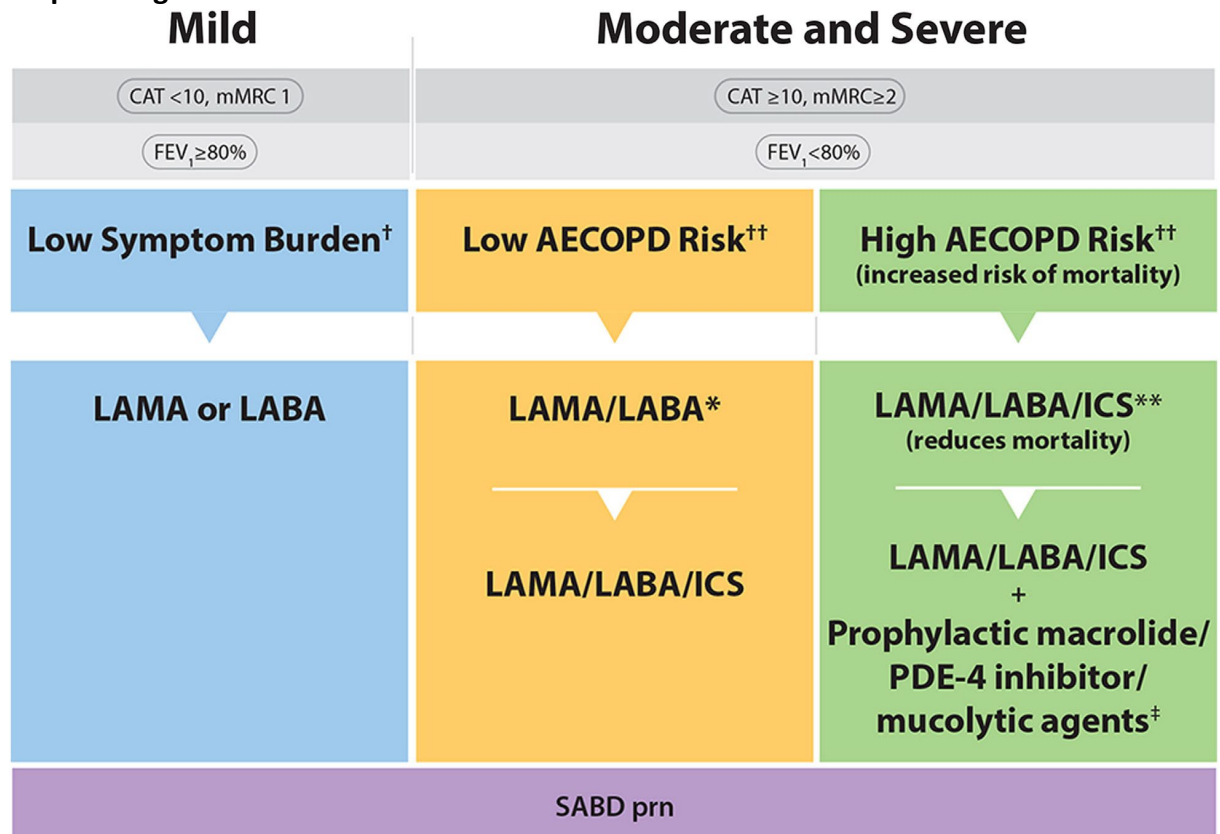 Mild
Moderate and Severe
CAT <10, mMRC 1
CAT ≥10, mMRC≥2
FEV₁≥80%
FEV₁<80%
Low Symptom Burden†
Low AECOPD Risk††
High AECOPD Risk††
(increased risk of mortality)
LAMA or LABA
LAMA/LABA*
LAMA/LABA/ICS
LAMA/LABA/ICS**
(reduces mortality)
LAMA/LABA/ICS
+
Prophylactic macrolide/
PDE-4 inhibitor/
mucolytic agents‡
SABD prn